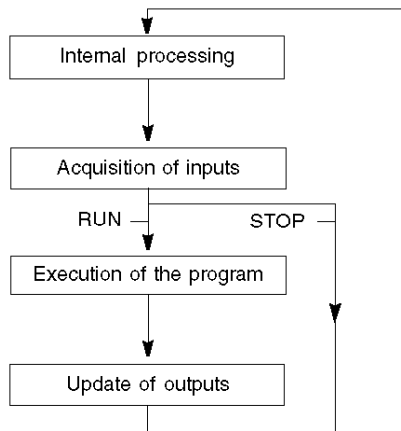 Internal processing
Acquisition of inputs
RUN
STOP
Execution of the program
Update of outputs